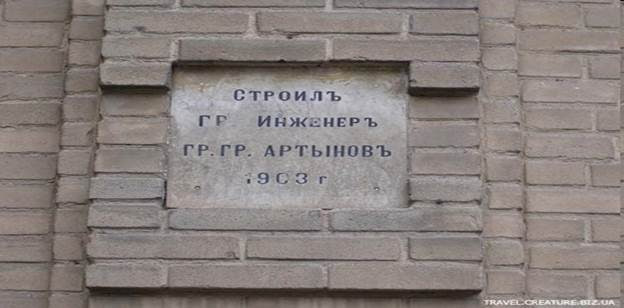 СТРОИЛЪ
ГР ИНЖЕНЕРЪ
ГР. ГР. АРТЫНОВЪ
1903 г
TRAVEL.CREATURE.BIZ.UA